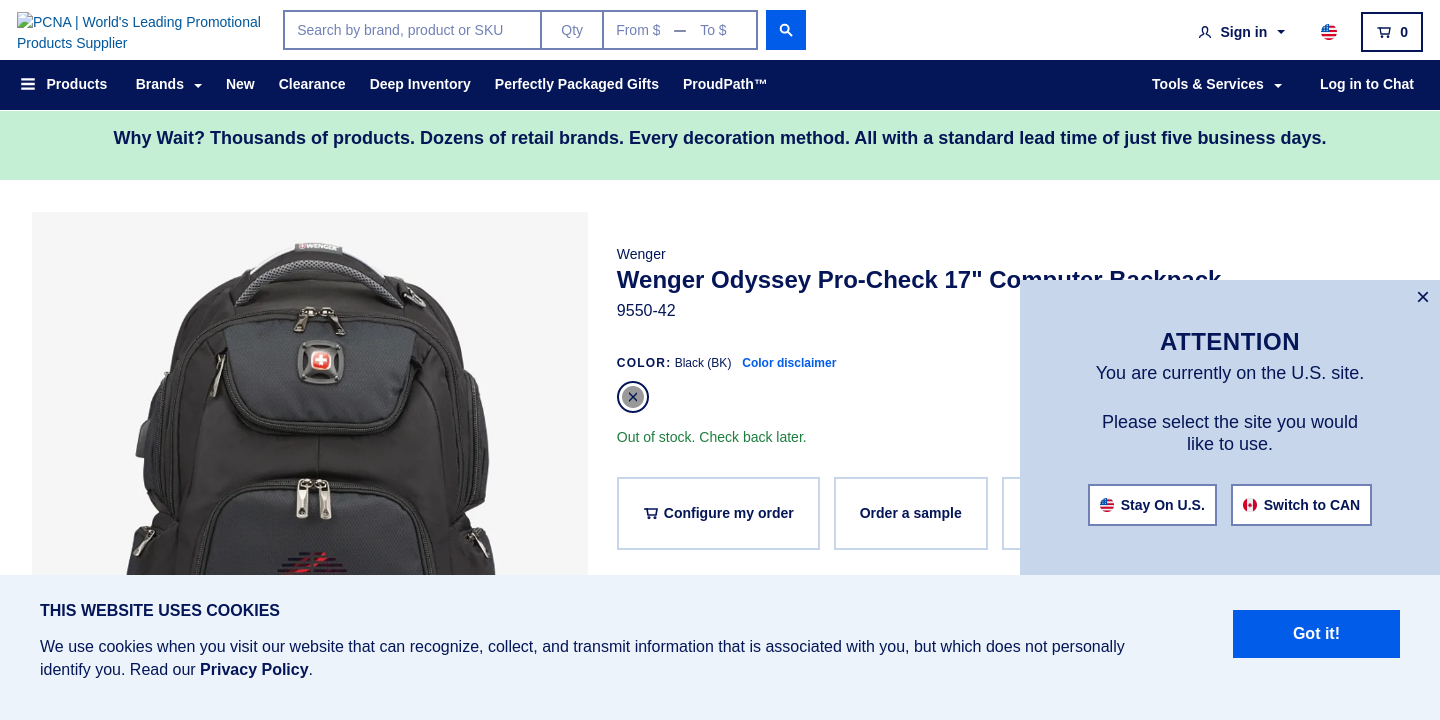 PCNA | World's Leading Promotional
Products Supplier
Search by brand, product or SKU
Qty
From $
To $
Sign in
0
Products
Brands
New
Clearance
Deep Inventory
Perfectly Packaged Gifts
ProudPath™
Tools & Services
Log in to Chat
Why Wait? Thousands of products. Dozens of retail brands. Every decoration method. All with a standard lead time of just five business days.
WENGER
Wenger
Wenger Odyssey Pro-Check 17" Computer Backpack
9550-42
COLOR: Black (BK) Color disclaimer
Out of stock. Check back later.
Configure my order
Order a sample
ATTENTION
You are currently on the U.S. site.
Please select the site you would
like to use.
Stay On U.S.
Switch to CAN
THIS WEBSITE USES COOKIES
We use cookies when you visit our website that can recognize, collect, and transmit information that is associated with you, but which does not personally
identify you. Read our Privacy Policy.
Got it!